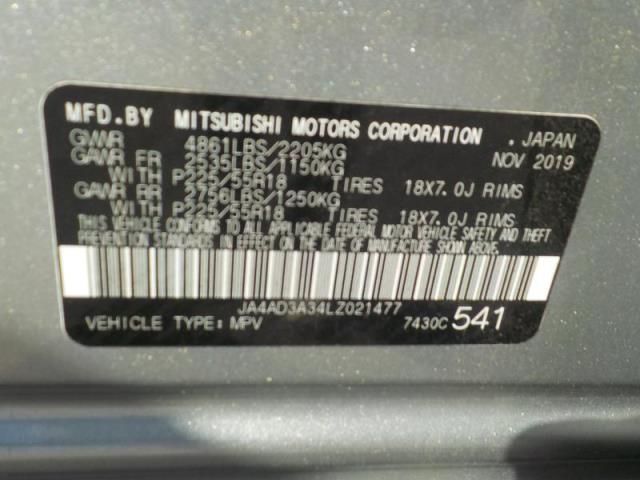 MFD.BY MITSUBISHI MOTORS CORPORATION . JAPAN
GVWR 4861LBS/2205KG NOV 2019
GAWR FR 2535LBS/1150KG
WITH P225/55R18 TIRES 18X7.0J RIMS
GAWR RR 2756LBS/1250KG
WITH P225/55R18 TIRES 18X7.0J RIMS
THIS VEHICLE CONFORMS TO ALL APPLICABLE FEDERAL MOTOR VEHICLE SAFETY AND THEFT
PREVENTION STANDARDS IN EFFECT ON THE DATE OF MANUFACTURE SHOWN ABOVE.
JA4AD3A34LZ021477
VEHICLE TYPE: MPV 7430C 541